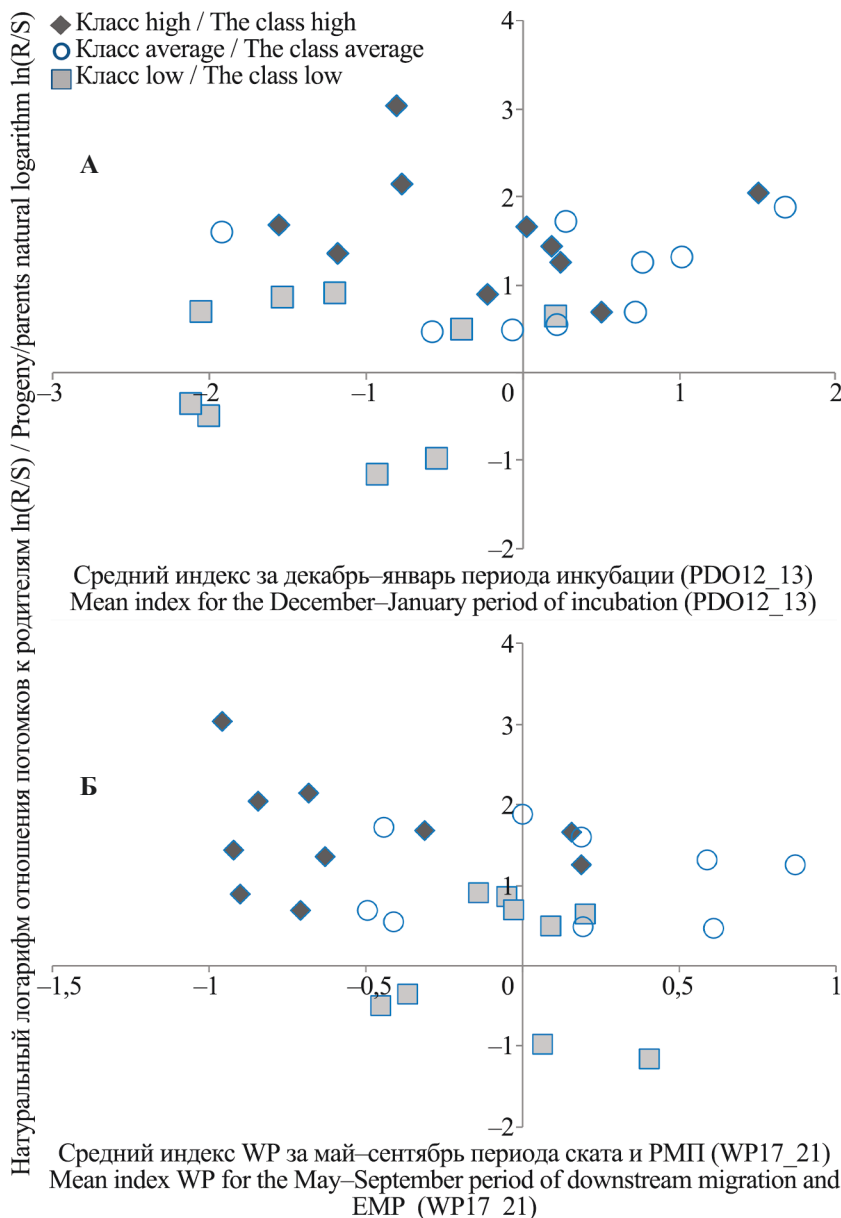 Натуральный логарифм отношения потомков к родителям ln(R/S) / Progeny/parents natural logarithm ln(R/S)
Класс high / The class high
Класс average / The class average
Класс low / The class low
А
4
3
2
1
0
–1
–2
–3
–2
–1
1
2
Средний индекс за декабрь–январь периода инкубации (PDO12_13)
Mean index for the December–January period of incubation (PDO12_13)
Б
4
3
2
1
0
–1
–2
–1,5
–1
–0,5
0,5
1
Средний индекс WP за май–сентябрь периода ската и РМП (WP17_21)
Mean index WP for the May–September period of downstream migration and
EMP (WP17_21)